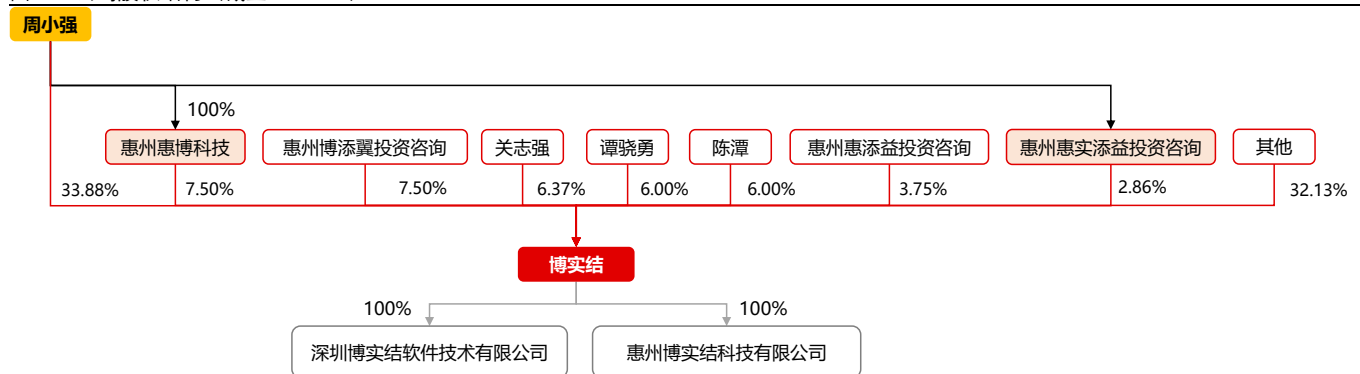 周小强
100%
惠州惠博科技
惠州博添翼投资咨询
关志强
谭骁勇
陈潭
惠州惠添益投资咨询
惠州惠实添益投资咨询
其他
33.88%
7.50%
7.50%
6.37%
6.00%
6.00%
3.75%
2.86%
32.13%
博实结
100%
100%
深圳博实结软件技术有限公司
惠州博实结科技有限公司